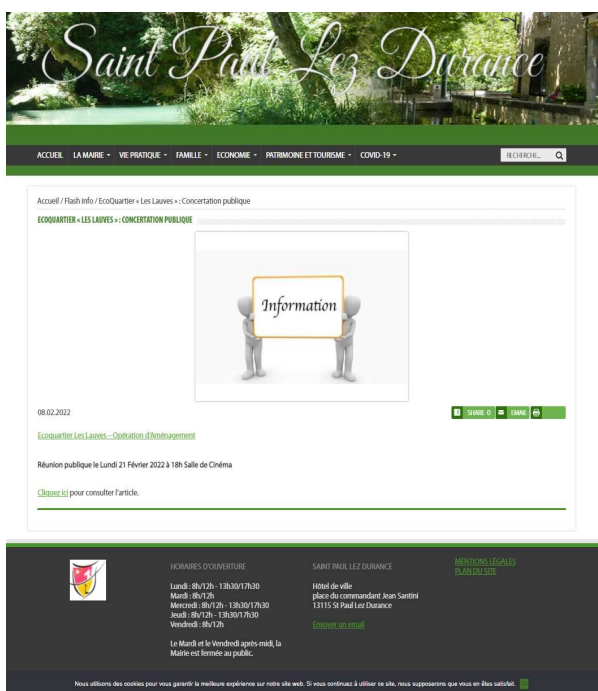 Saint Paul Lez Durance
ACCUEIL LA MAIRIE VIE PRATIQUE FAMILLE ECONOMIE PATRIMOINE ET TOURISME COVID-19 RECHERCHE...
Accueil / Flash info / EcoQuartier « Les Lauves » : Concertation publique
ECOQUARTIER « LES LAUVES » : CONCERTATION PUBLIQUE
Information
08.02.2022 SHARE 0 EMAIL
Ecoquartier Les Lauves – Opération d'Aménagement
Réunion publique le Lundi 21 Février 2022 à 18h Salle de Cinéma
Cliquez ici pour consulter l'article.
HORAIRES D'OUVERTURE
Lundi : 8h/12h - 13h30/17h30
Mardi : 8h/12h
Mercredi : 8h/12h - 13h30/17h30
Jeudi : 8h/12h - 13h30/17h30
Vendredi : 8h/12h
Le Mardi et le Vendredi après-midi, la
Mairie est fermée au public.
SAINT PAUL LEZ DURANCE
Hôtel de ville
place du commandant Jean Santini
13115 St Paul Lez Durance
Envoyer un email
MENTIONS LÉGALES
PLAN DU SITE
Nous utilisons des cookies pour vous garantir la meilleure expérience sur notre site web. Si vous continuez à utiliser ce site, nous supposerons que vous en êtes satisfait.